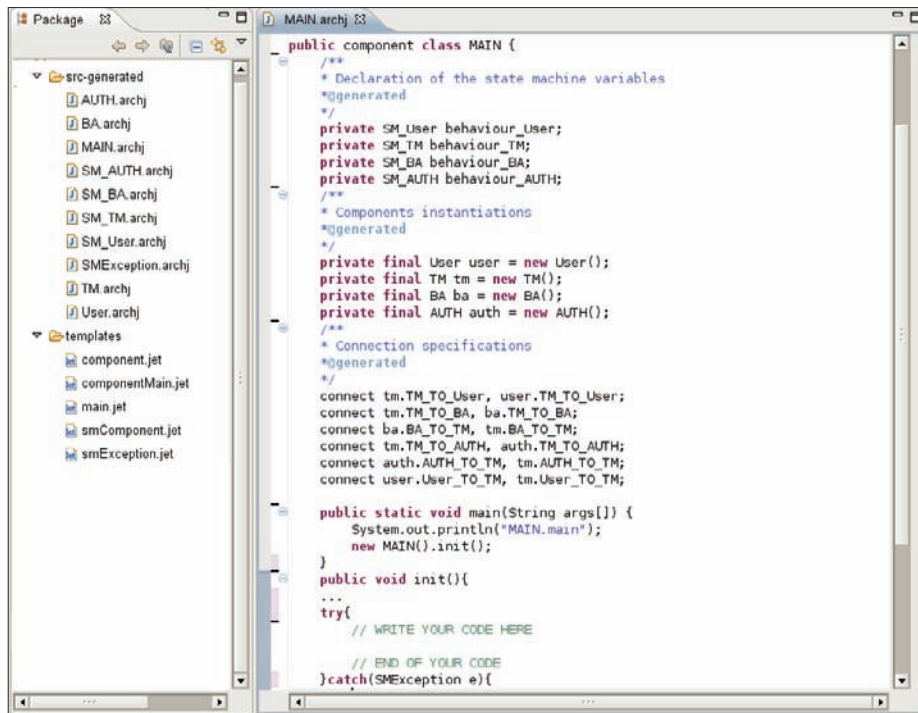 Package
src-generated
AUTH.archj
BA.archj
MAIN.archj
SM_AUTH.archj
SM_BA.archj
SM_TM.archj
SM_User.archj
SMException.archj
TM.archj
User.archj
templates
component.jet
componentMain.jet
main.jet
smComponent.jet
smException.jet
MAIN.archj
public component class MAIN {
/**
* Declaration of the state machine variables
*@generated
*/
private SM_User behaviour_User;
private SM_TM behaviour_TM;
private SM_BA behaviour_BA;
private SM_AUTH behaviour_AUTH;
/**
* Components instantiations
*@generated
*/
private final User user = new User();
private final TM tm = new TM();
private final BA ba = new BA();
private final AUTH auth = new AUTH();
/**
* Connection specifications
*@generated
*/
connect tm.TM_TO_User, user.TM_TO_User;
connect tm.TM_TO_BA, ba.TM_TO_BA;
connect ba.BA_TO_TM, tm.BA_TO_TM;
connect tm.TM_TO_AUTH, auth.TM_TO_AUTH;
connect auth.AUTH_TO_TM, tm.AUTH_TO_TM;
connect user.User_TO_TM, tm.User_TO_TM;
public static void main(String args[]) {
System.out.println("MAIN.main");
new MAIN().init();
}
public void init(){
...
try{
// WRITE YOUR CODE HERE
// END OF YOUR CODE
}catch(SMException e){